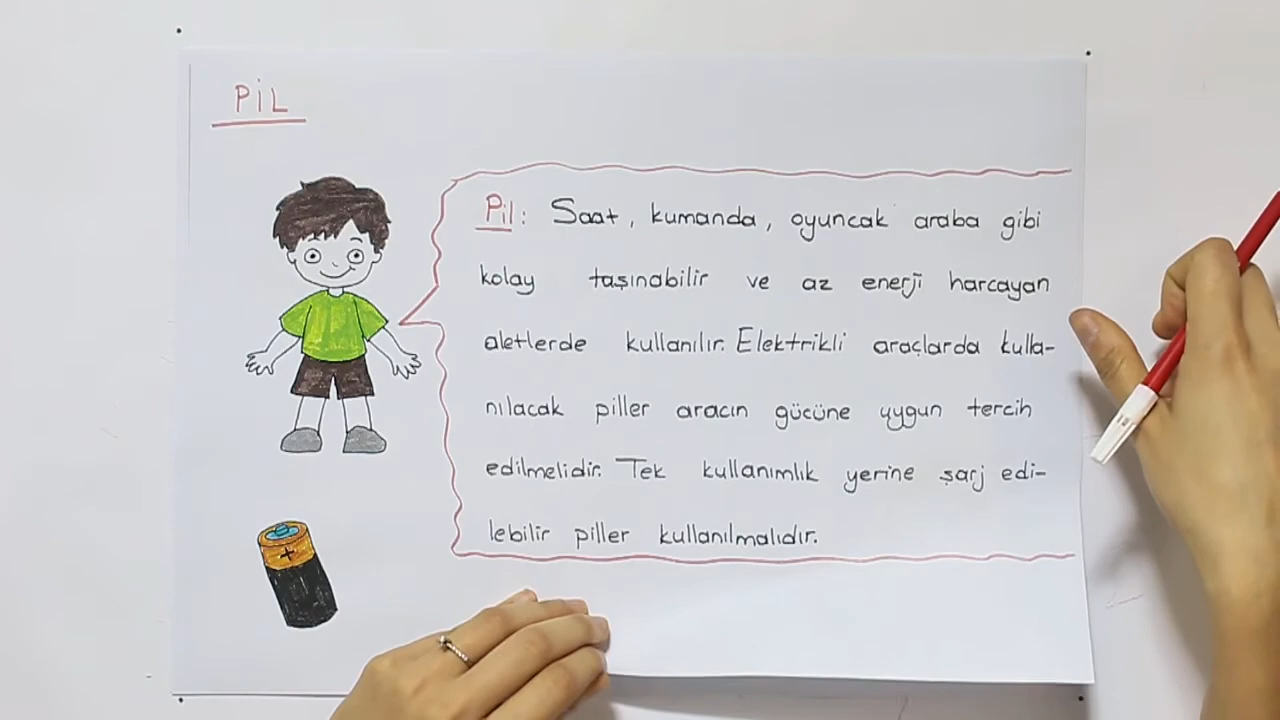 PİL
Pil: Saat, kumanda, oyuncak araba gibi
kolay taşınabilir ve az enerji harcayan
aletlerde kullanılır. Elektrikli araçlarda kulla-
nılacak piller aracın gücüne uygun tercih
edilmelidir. Tek kullanımlık yerine şarj edi-
lebilir piller kullanılmalıdır.
+